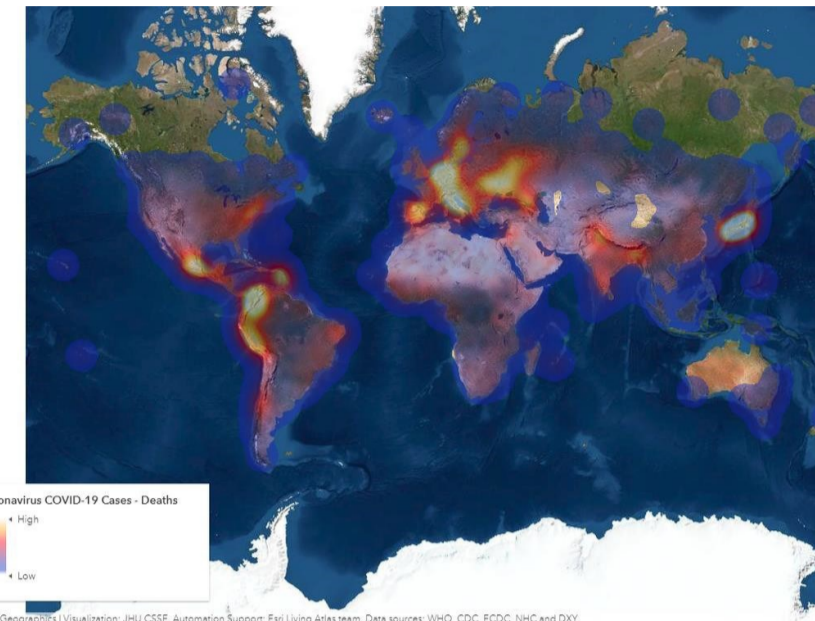 onavirus COVID-19 Cases - Deaths
High
Low
Geographics | Visualization: JHU CSSE. Automation Support: Esri Living Atlas team. Data sources: WHO, CDC, ECDC, NHC and DXY